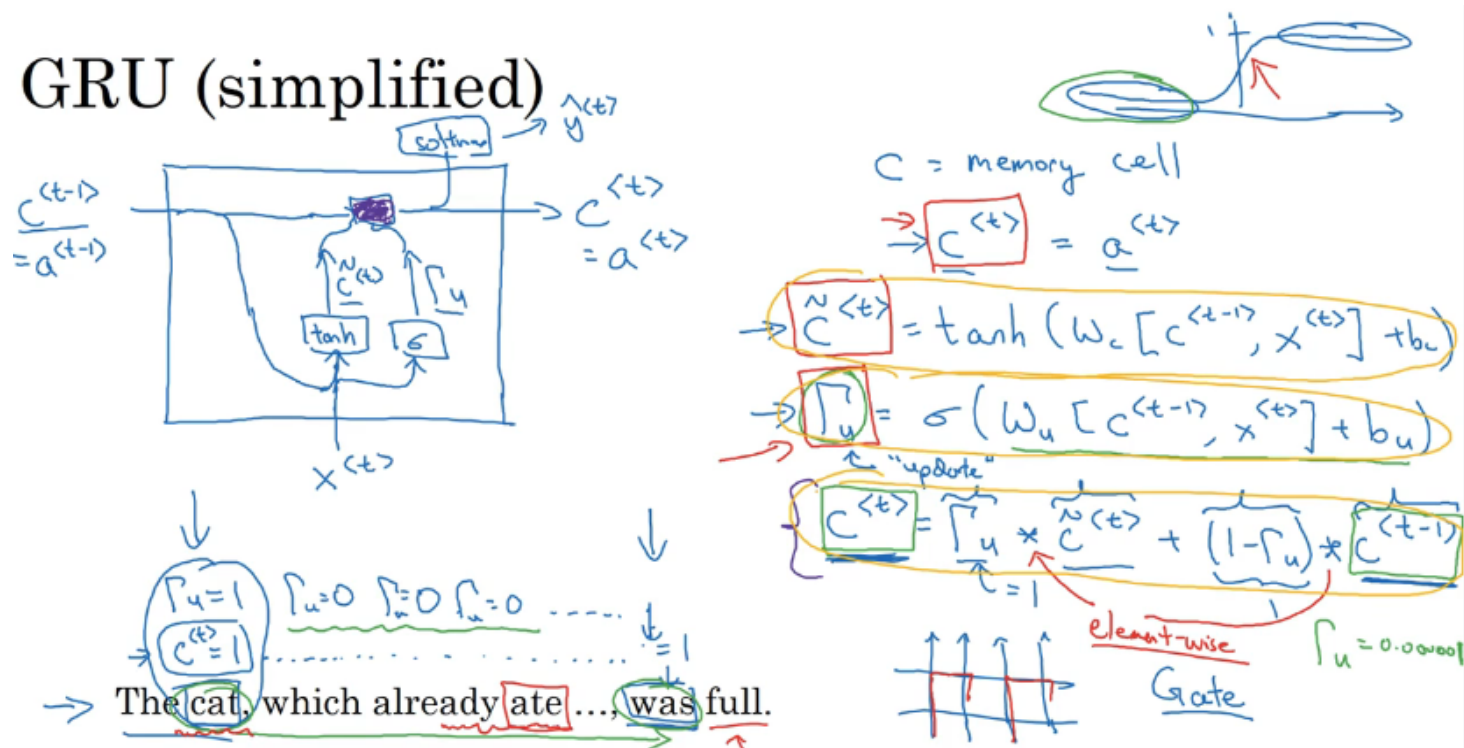 GRU (simplified)
softmax
ŷ<t>
c<t-1>
= a<t-1>
c̃<t>
Γu
tanh
σ
c<t>
= a<t>
x<t>
1
C = memory cell
c<t> = a<t>
c̃<t> = tanh (Wc [c<t-1>, x<t>] + bc)
Γu = σ (Wu [c<t-1>, x<t>] + bu)
"update"
c<t> = Γu * c̃<t> + (1-Γu) * c<t-1>
= 1
1
element-wise
Γu = 0.000001
Gate
Γu=1 Γu=0 Γu=0 Γu=0 ......
c<t>=1 .............. =1
The cat, which already ate ..., was full.